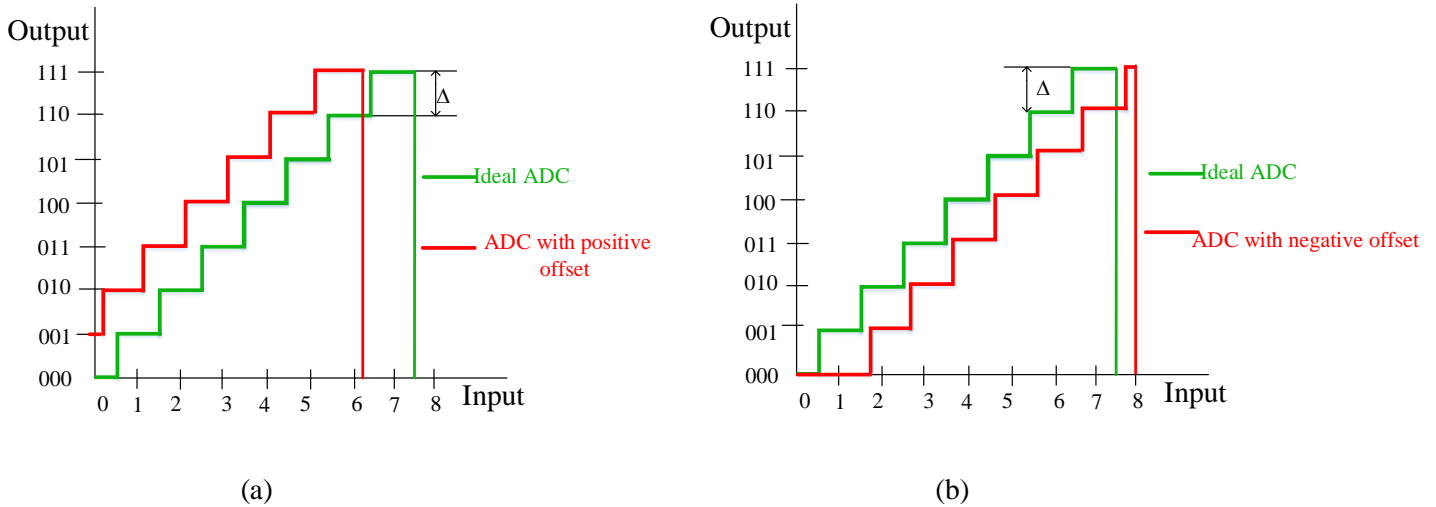 Output
111
110
101
100
011
010
001
000
0 1 2 3 4 5 6 7 8
Input
Δ
Ideal ADC
ADC with positive
offset
(a)
Output
111
110
101
100
011
010
001
000
0 1 2 3 4 5 6 7 8
Input
Δ
Ideal ADC
ADC with negative offset
(b)